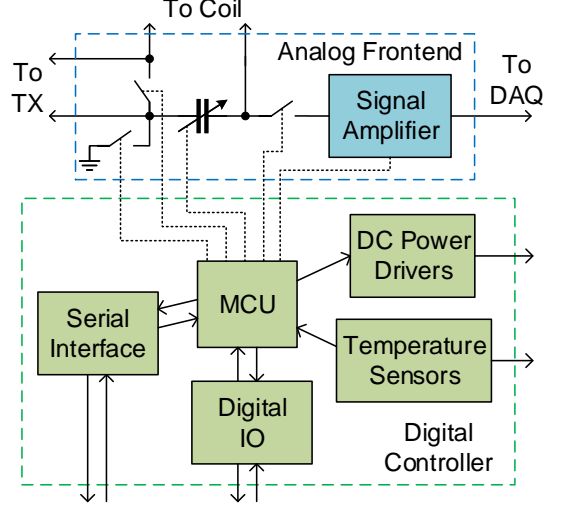 To Coil
Analog Frontend
To
TX
To
DAQ
Signal
Amplifier
DC Power
Drivers
MCU
Serial
Interface
Temperature
Sensors
Digital
IO
Digital
Controller